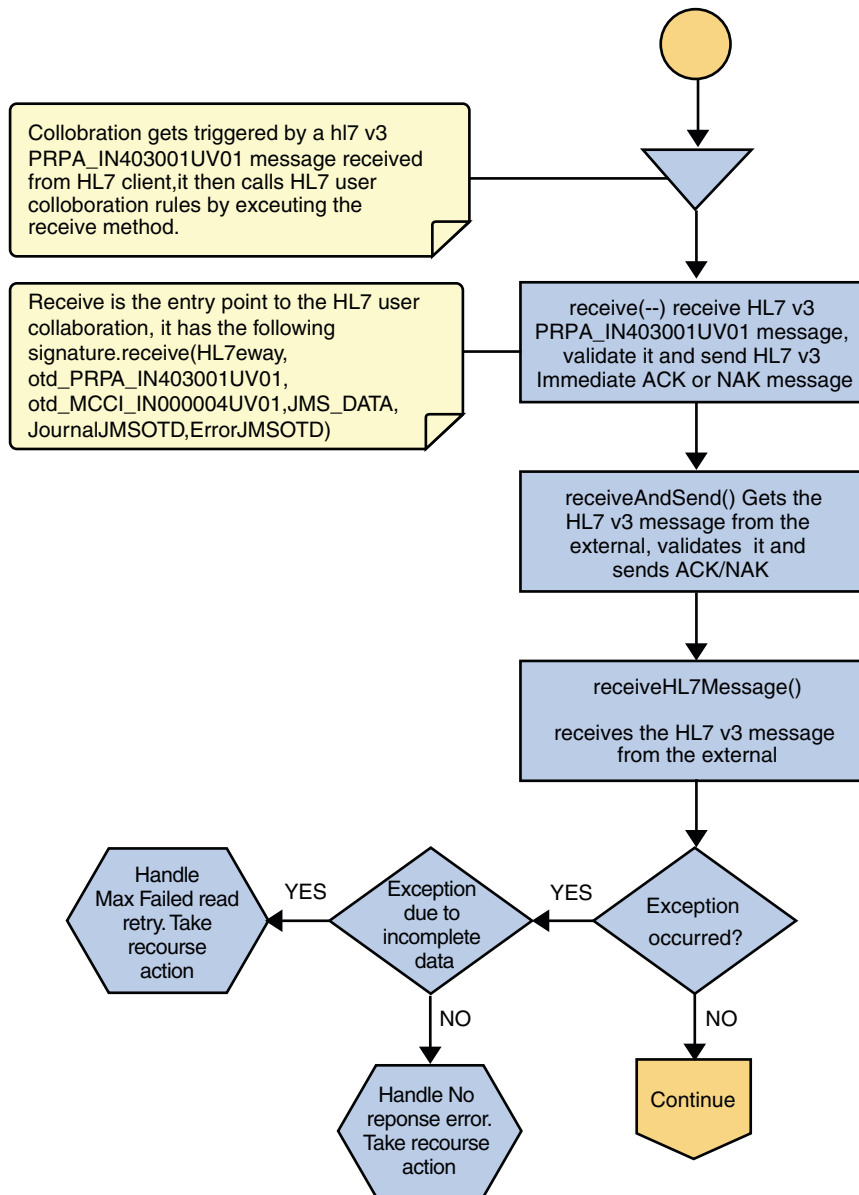 Collobration gets triggered by a hl7 v3
PRPA_IN403001UV01 message received
from HL7 client,it then calls HL7 user
colloboration rules by exceuting the
receive method.
Receive is the entry point to the HL7 user
collaboration, it has the following
signature.receive(HL7eway,
otd_PRPA_IN403001UV01,
otd_MCCI_IN000004UV01,JMS_DATA,
JournalJMSOTD,ErrorJMSOTD)
receive(--) receive HL7 v3
PRPA_IN403001UV01 message,
validate it and send HL7 v3
Immediate ACK or NAK message
receiveAndSend() Gets the
HL7 v3 message from the
external, validates it and
sends ACK/NAK
receiveHL7Message()
receives the HL7 v3 message
from the external
Handle
Max Failed read
retry. Take
recourse
action
YES
Exception
due to
incomplete
data
YES
Exception
occurred?
NO
NO
Handle No
reponse error.
Take recourse
action
Continue